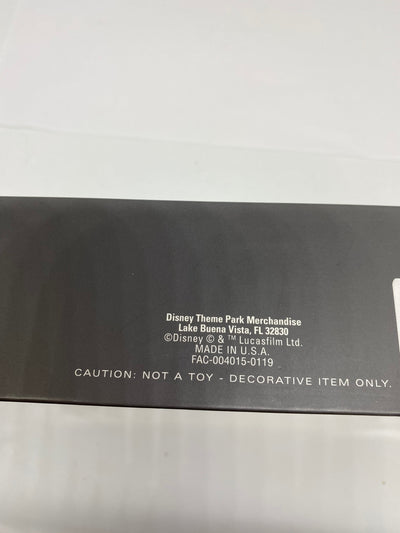 Disney Theme Park Merchandise
Lake Buena Vista, FL 32830
©Disney © & ™ Lucasfilm Ltd.
MADE IN U.S.A.
FAC-004015-0119
CAUTION: NOT A TOY - DECORATIVE ITEM ONLY.